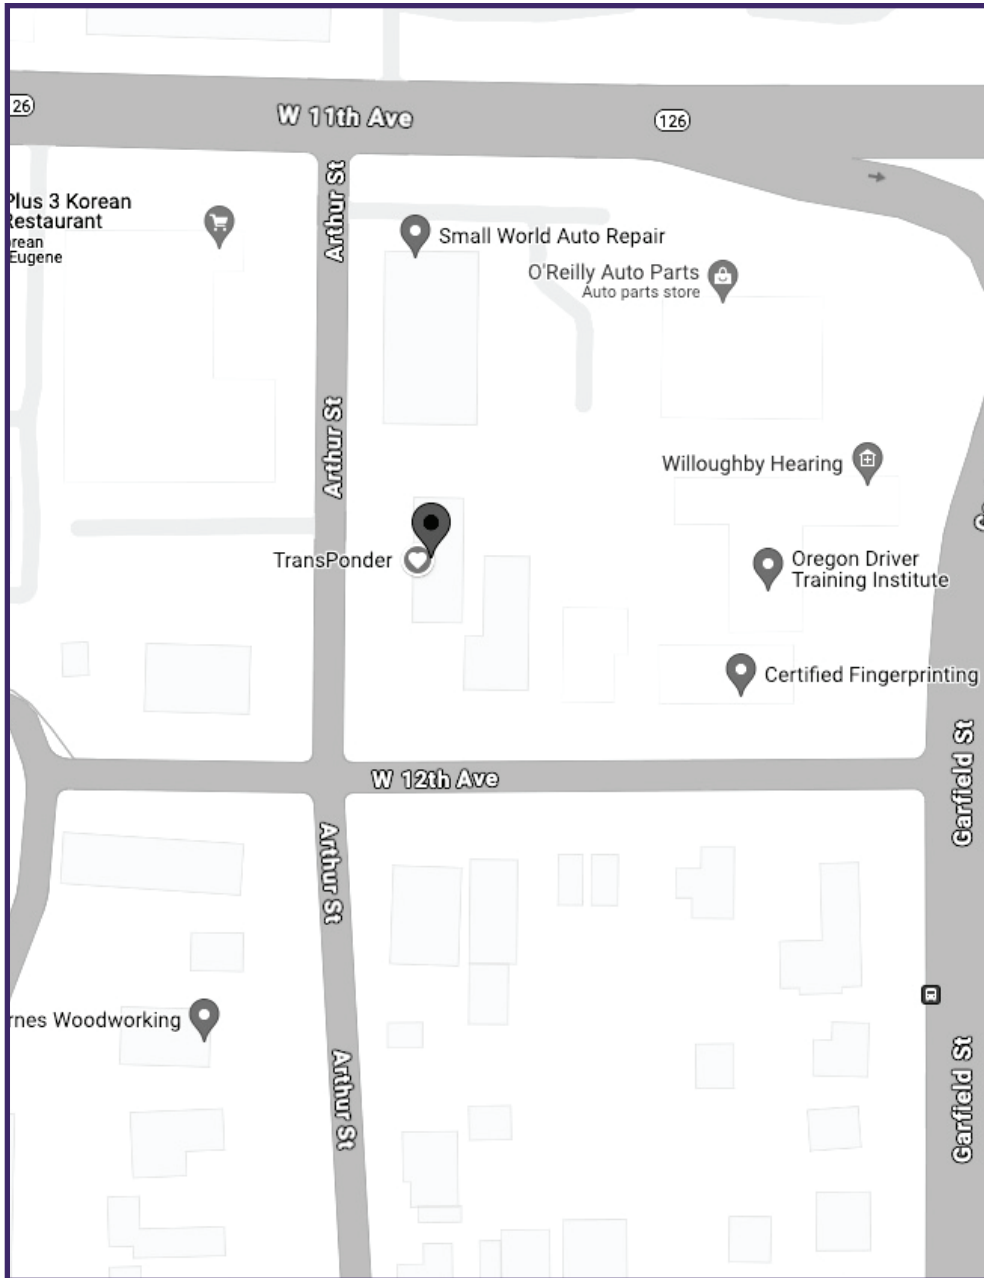 W 11th Ave
26
126
Arthur St
Plus 3 Korean
Restaurant
Eugene
Small World Auto Repair
O'Reilly Auto Parts
Auto parts store
Arthur St
Willoughby Hearing
TransPonder
Oregon Driver
Training Institute
Certified Fingerprinting
W 12th Ave
Garfield St
Arthur St
rnes Woodworking
Arthur St
Garfield St